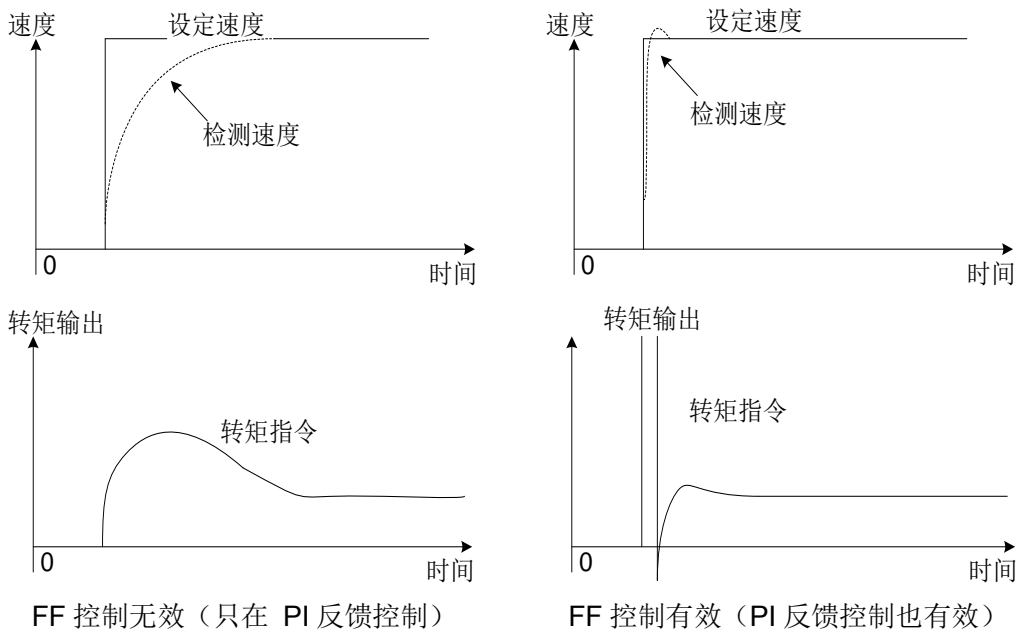 速度
设定速度
检测速度
0
时间
速度
设定速度
检测速度
0
时间
转矩输出
转矩指令
0
时间
转矩输出
转矩指令
0
时间
FF 控制无效（只在 PI 反馈控制）
FF 控制有效（PI 反馈控制也有效）